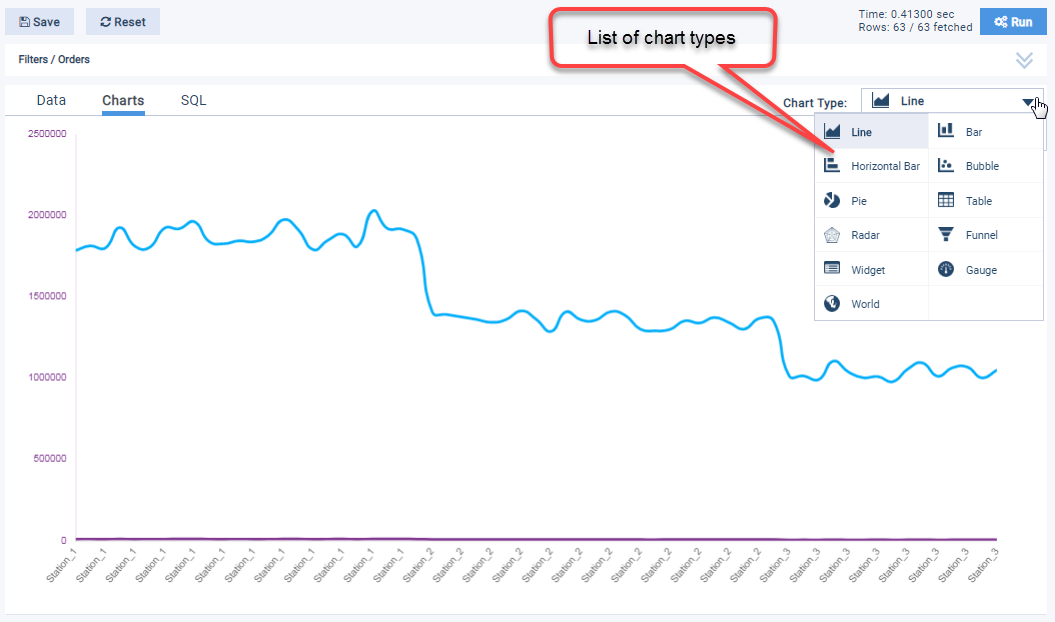 Save
Reset
List of chart types
Time: 0.41300 sec
Rows: 63 / 63 fetched
Run
Filters / Orders
Data
Charts
SQL
Chart Type:
Line
Line
Bar
Horizontal Bar
Bubble
Pie
Table
Radar
Funnel
Widget
Gauge
World
2500000
2000000
1500000
1000000
500000
0
Station_1 Station_1 Station_1 Station_1 Station_1 Station_1 Station_1 Station_1 Station_1 Station_1 Station_1 Station_1 Station_2 Station_2 Station_2 Station_2 Station_2 Station_2 Station_2 Station_2 Station_2 Station_2 Station_2 Station_2 Station_3 Station_3 Station_3 Station_3 Station_3 Station_3 Station_3 Station_3